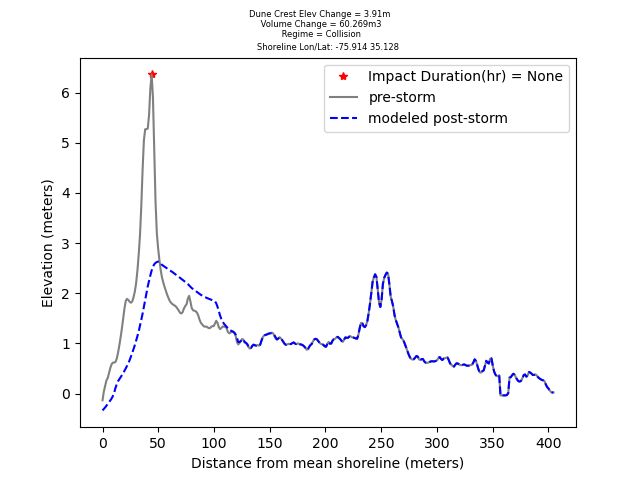 Dune Crest Elev Change = 3.91m
Volume Change = 60.269m3
Regime = Collision
Shoreline Lon/Lat: -75.914 35.128
Impact Duration(hr) = None
pre-storm
modeled post-storm
Elevation (meters)
6
5
4
3
2
1
0
0 50 100 150 200 250 300 350 400
Distance from mean shoreline (meters)